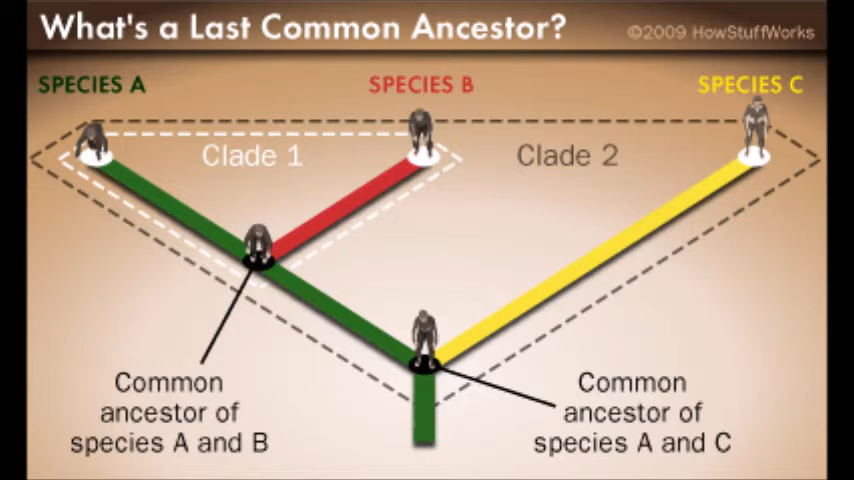 What's a Last Common Ancestor?
©2009 HowStuffWorks
SPECIES A
SPECIES B
SPECIES C
Clade 1
Clade 2
Common
ancestor of
species A and B
Common
ancestor of
species A and C